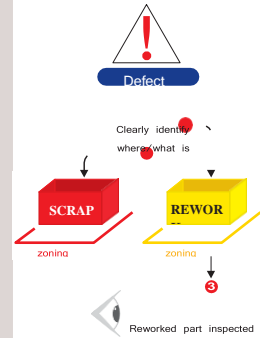 Defect
Clearly identify
where/what is
SCRAP
REWOR
zoning
zoning
3
Reworked part inspected